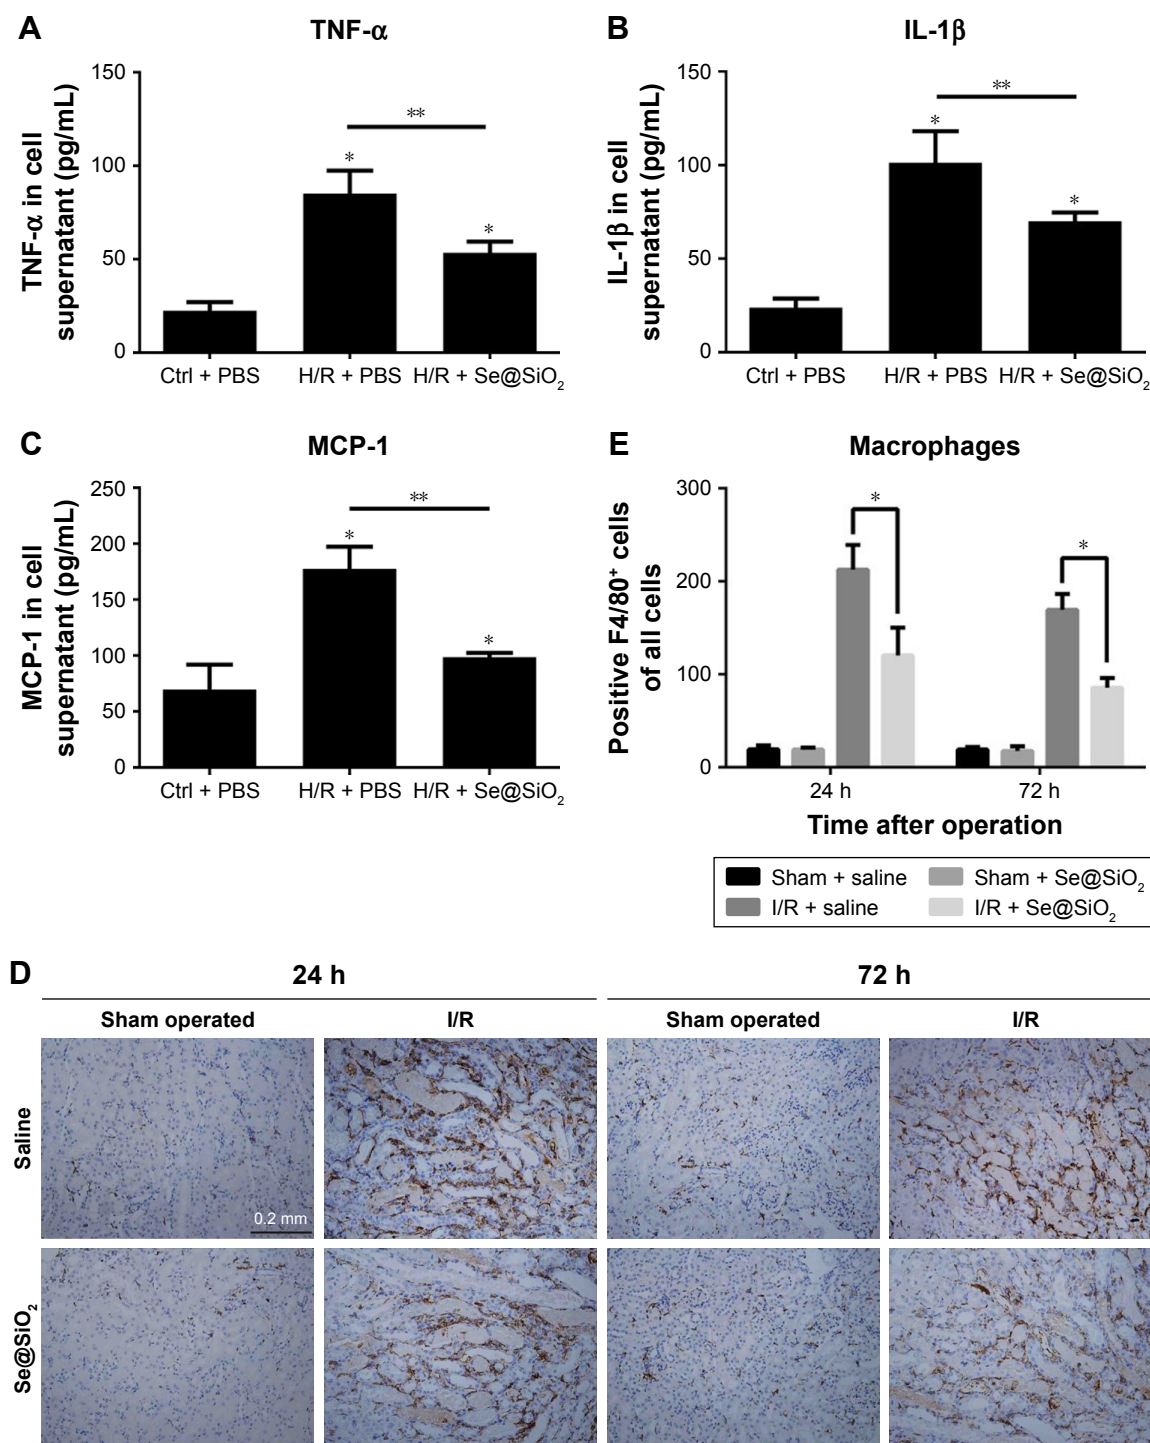 A
TNF-α
TNF-α in cell
supernatant (pg/mL)
150
100
50
0
*
**
*
Ctrl + PBS
H/R + PBS
H/R + Se@SiO₂
B
IL-1β
IL-1β in cell
supernatant (pg/mL)
150
100
50
0
*
**
*
Ctrl + PBS
H/R + PBS
H/R + Se@SiO₂
C
MCP-1
MCP-1 in cell
supernatant (pg/mL)
250
200
150
100
50
0
*
**
*
Ctrl + PBS
H/R + PBS
H/R + Se@SiO₂
E
Macrophages
Positive F4/80⁺ cells
of all cells
300
200
100
0
*
*
24 h
72 h
Time after operation
Sham + saline
Sham + Se@SiO₂
I/R + saline
I/R + Se@SiO₂
D
24 h
72 h
Sham operated
I/R
Sham operated
I/R
Saline
0.2 mm
Se@SiO₂